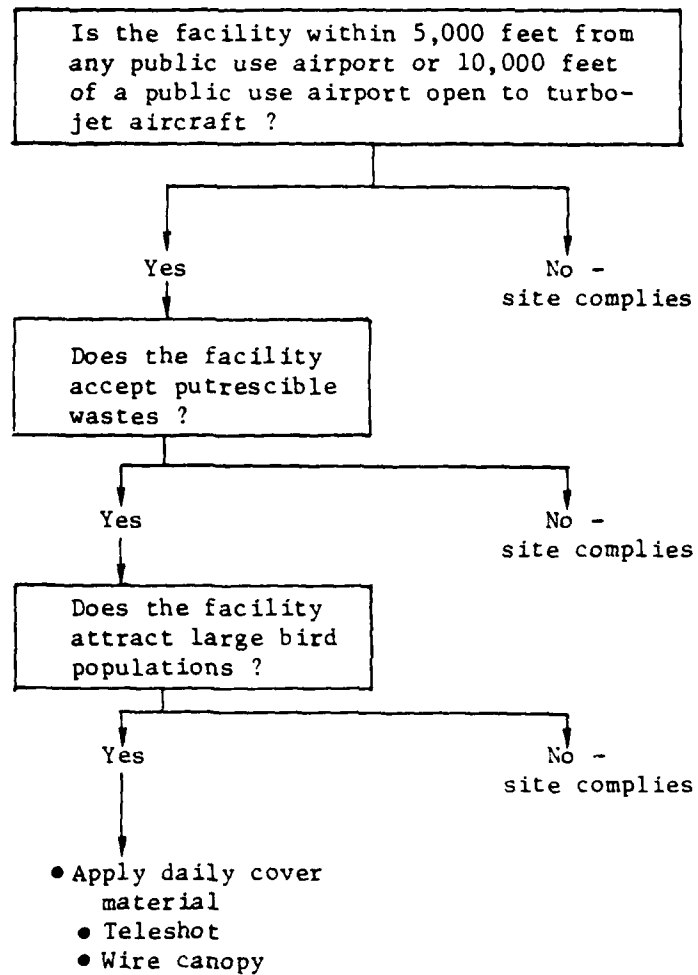 Is the facility within 5,000 feet from
any public use airport or 10,000 feet
of a public use airport open to turbo-
jet aircraft ?
Yes
No -
site complies
Does the facility
accept putrescible
wastes ?
Yes
No -
site complies
Does the facility
attract large bird
populations ?
Yes
No -
site complies
● Apply daily cover
material
● Teleshot
● Wire canopy